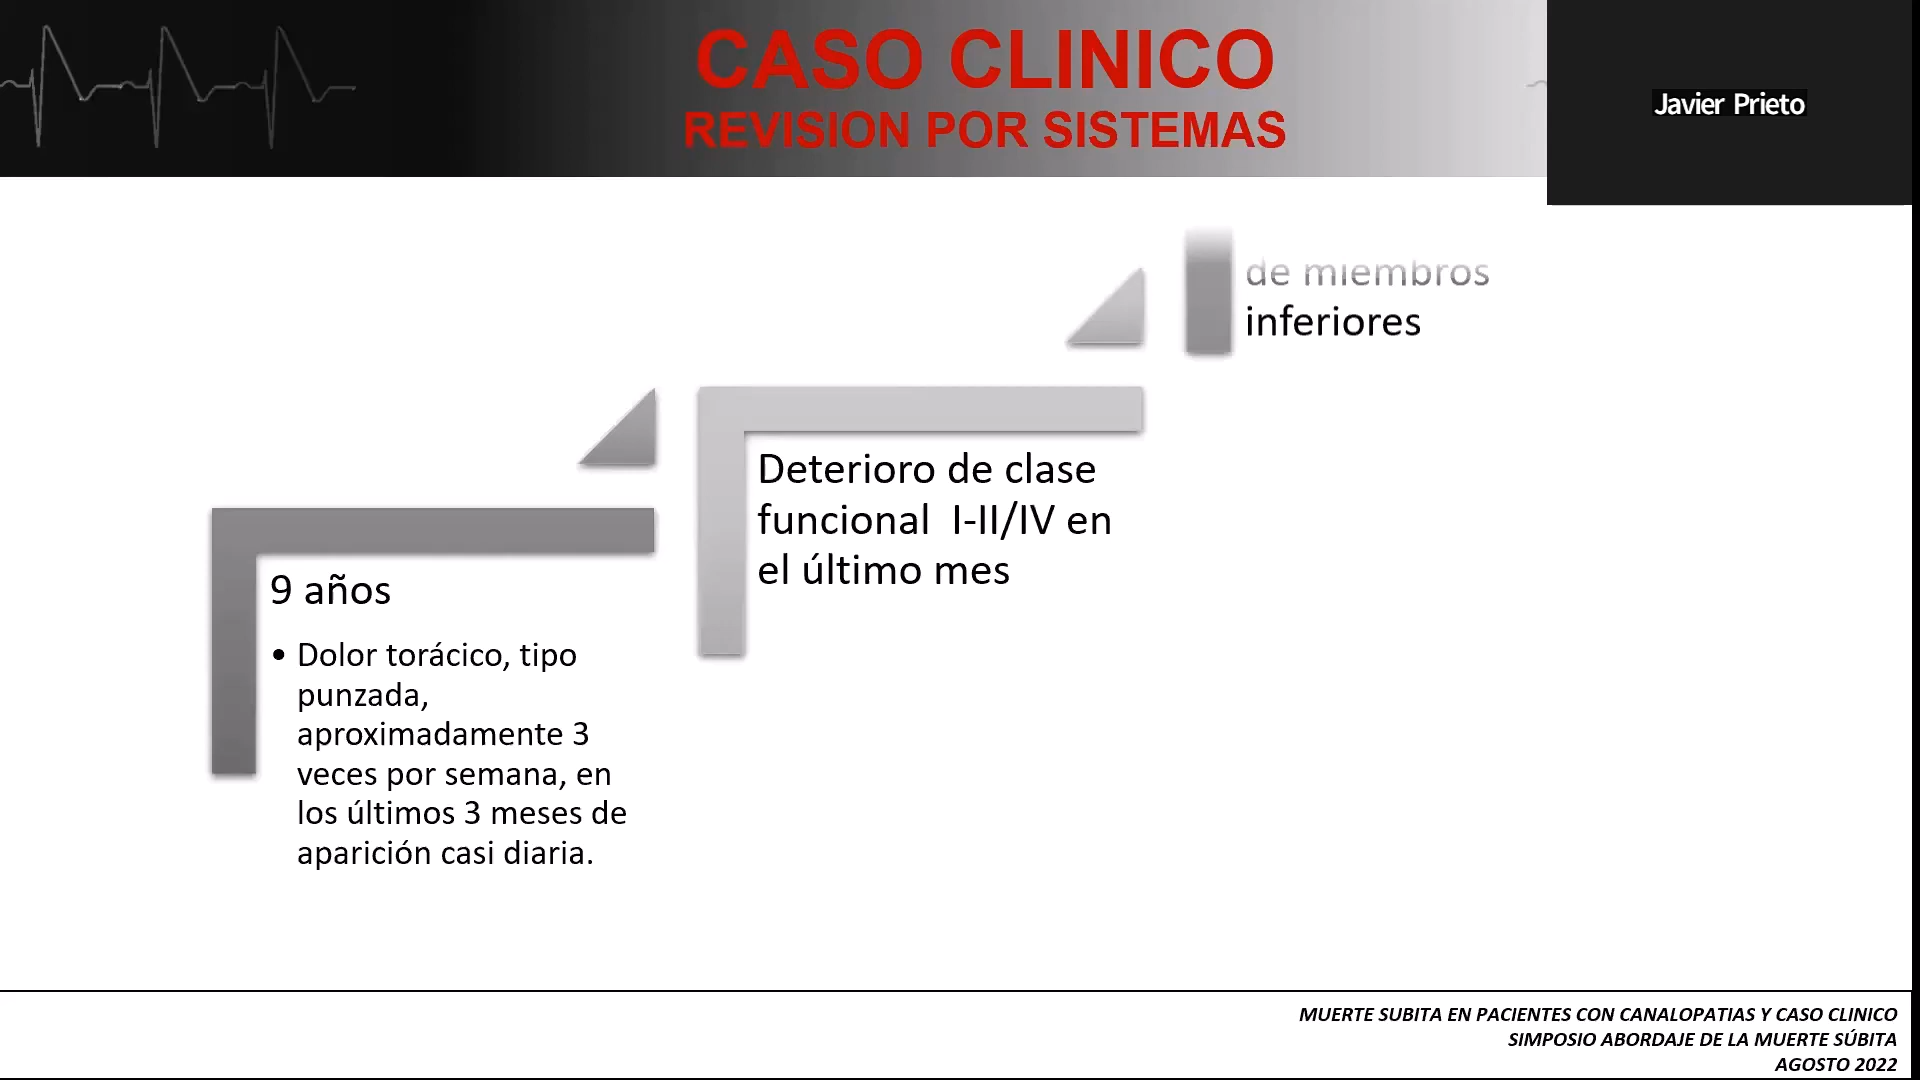 CASO CLINICO
REVISION POR SISTEMAS
Javier Prieto
de miembros
inferiores
Deterioro de clase
funcional I-II/IV en
el último mes
9 años
• Dolor torácico, tipo
punzada,
aproximadamente 3
veces por semana, en
los últimos 3 meses de
aparición casi diaria.
MUERTE SUBITA EN PACIENTES CON CANALOPATIAS Y CASO CLINICO
SIMPOSIO ABORDAJE DE LA MUERTE SÚBITA
AGOSTO 2022